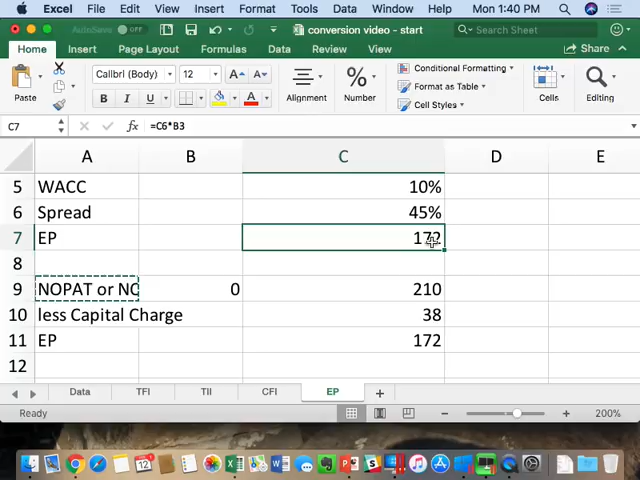 Excel File Edit View Insert Format Tools Data Window Help Mon 1:40 PM
AutoSave OFF conversion video - start Search Sheet
Home Insert Page Layout Formulas Data Review View Share
Paste Calibri (Body) 12 A A Alignment % Number Conditional Formatting Format as Table Cell Styles Cells Editing
B I U A
C7 fx =C6*B3
A B C D E
5 WACC 10%
6 Spread 45%
7 EP 172
8
9 NOPAT or NO 0 210
10 less Capital Charge 38
11 EP 172
12
Data TFI TII CFI EP +
Ready 200%